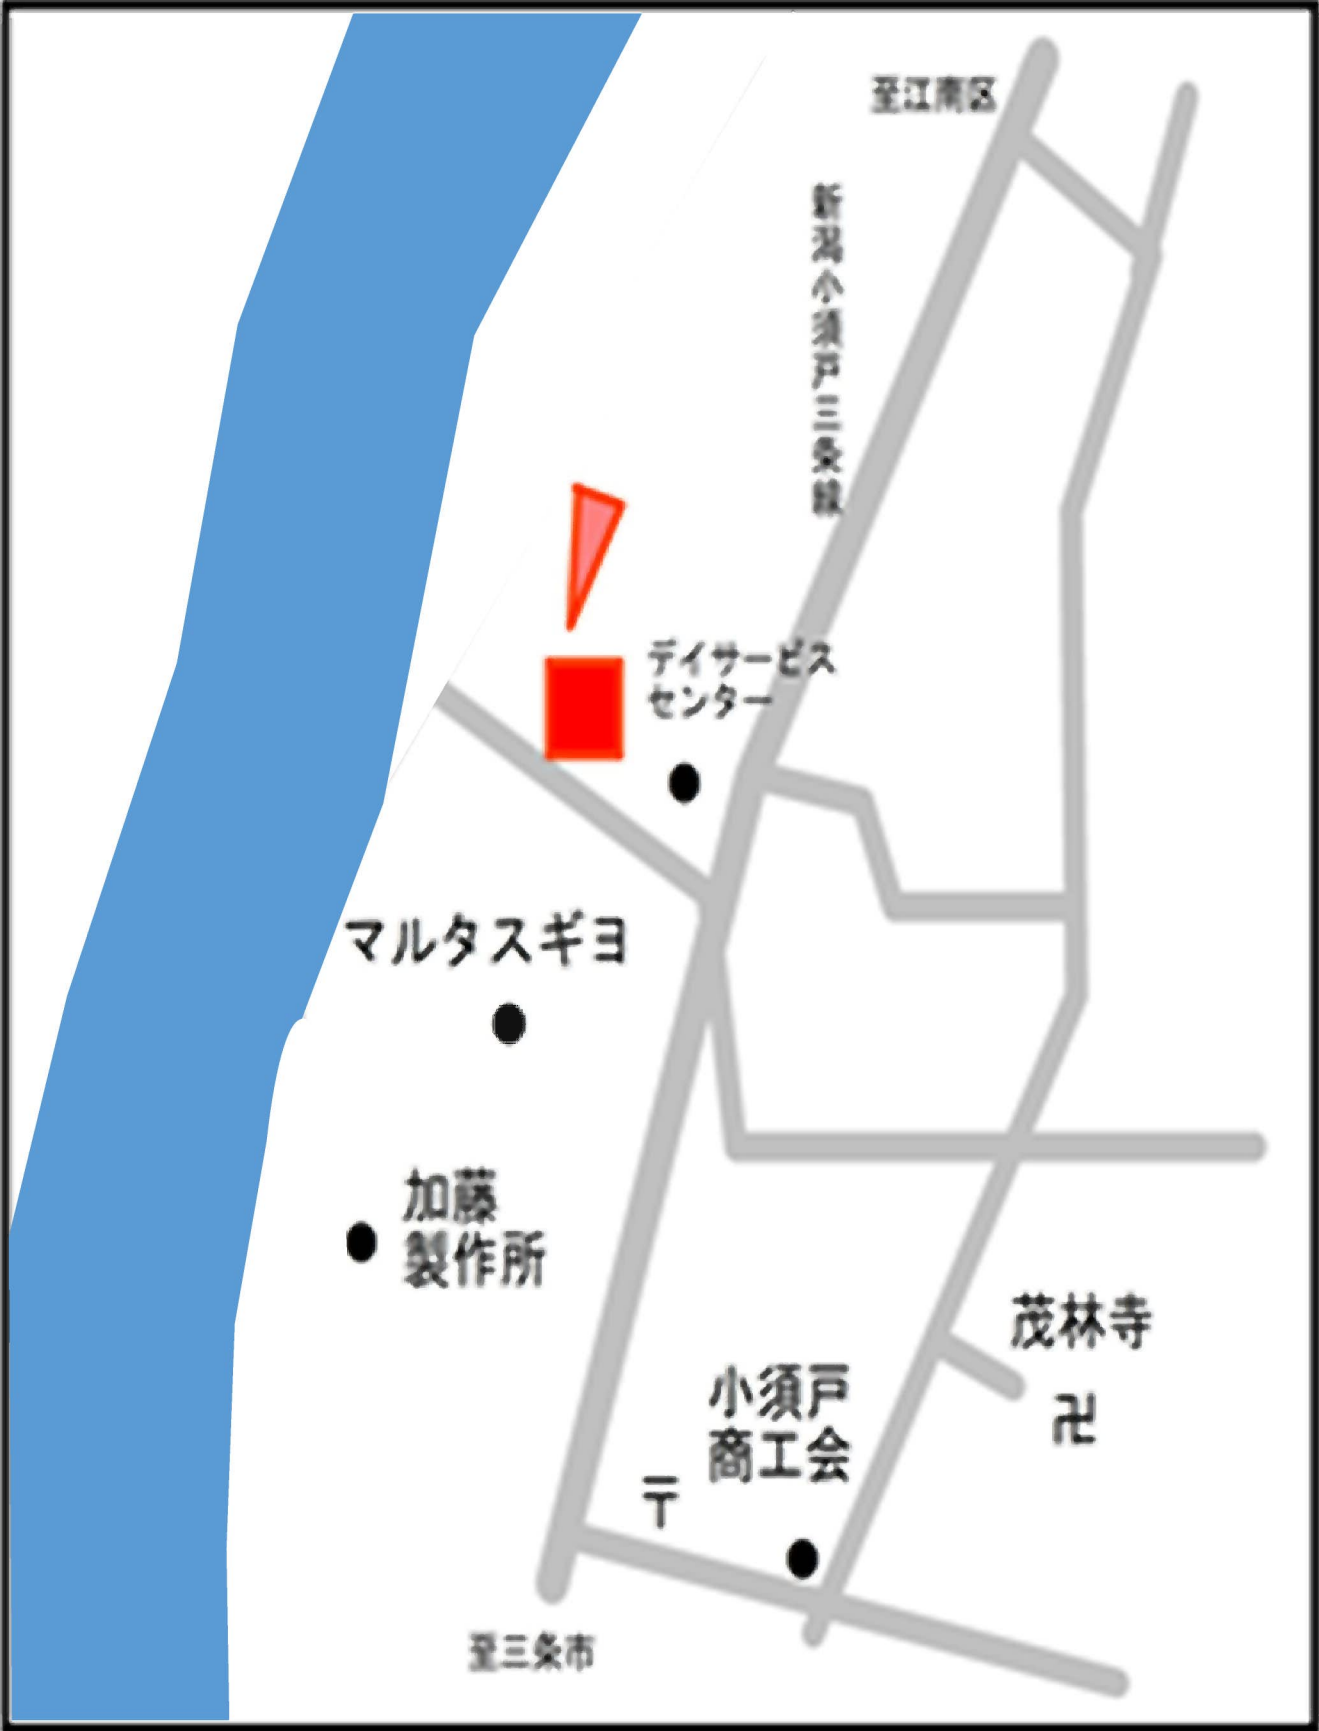 至江南区
新潟小須戸三条線
デイサービス
センター
マルタスギヨ
加藤
製作所
茂林寺
卍
小須戸
商工会
〒
至三条市